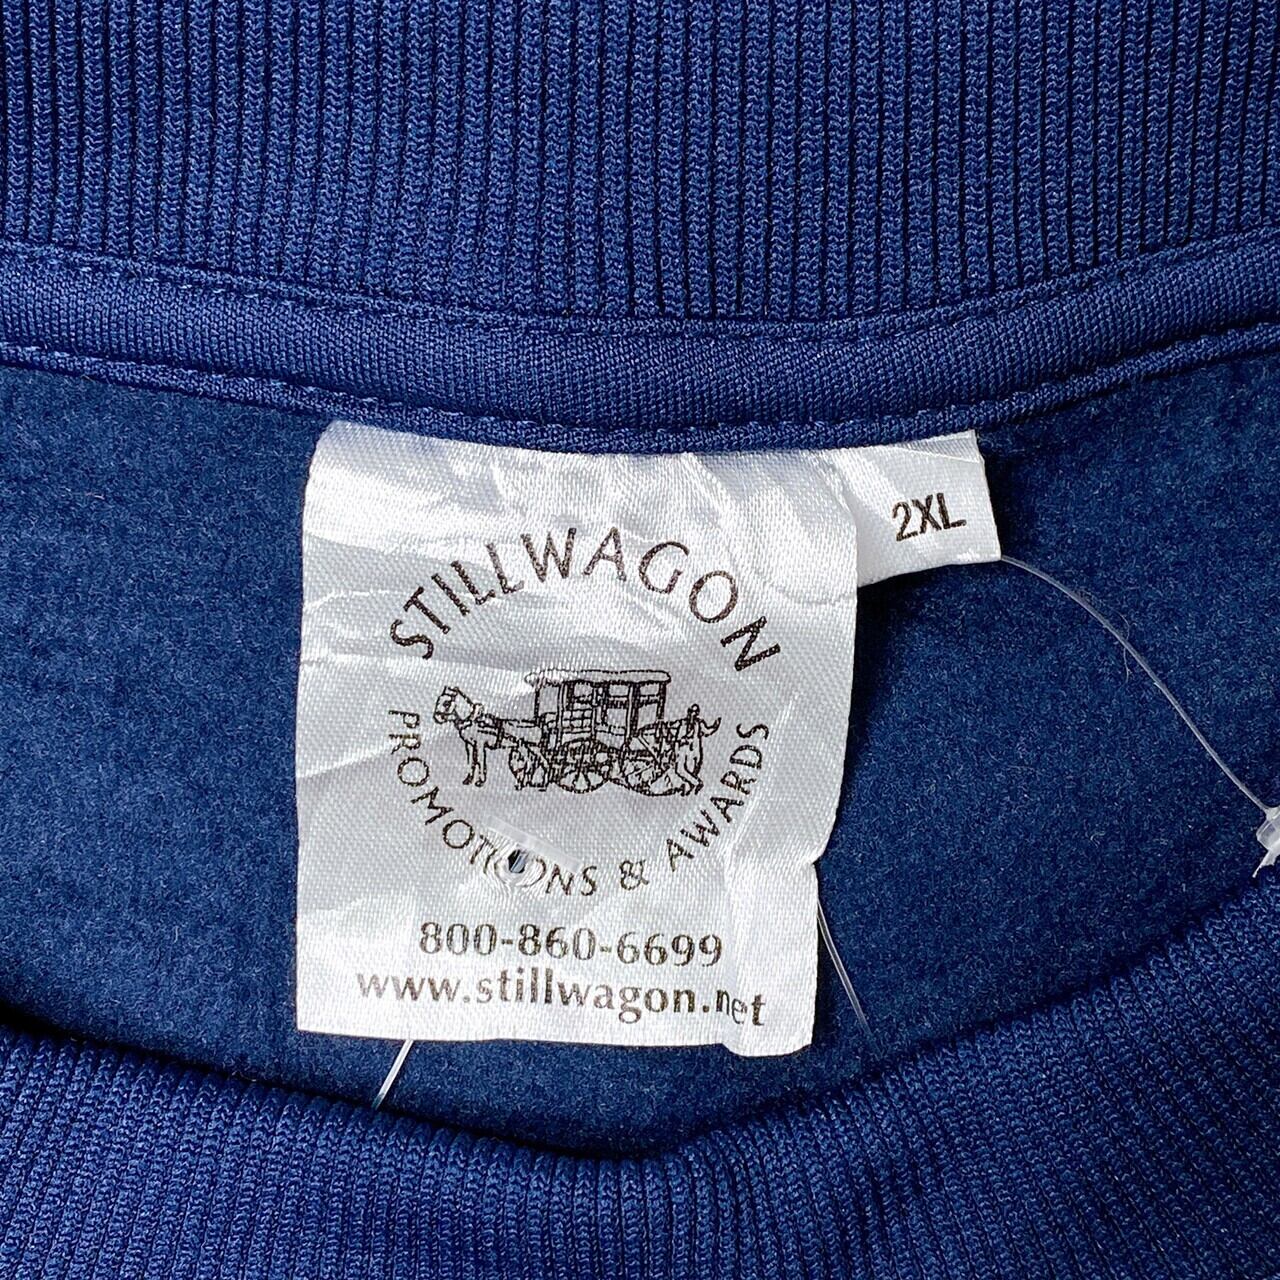 STILLWAGON
2XL
PROMOTIONS & AWARDS
800-860-6699
www.stillwagon.net